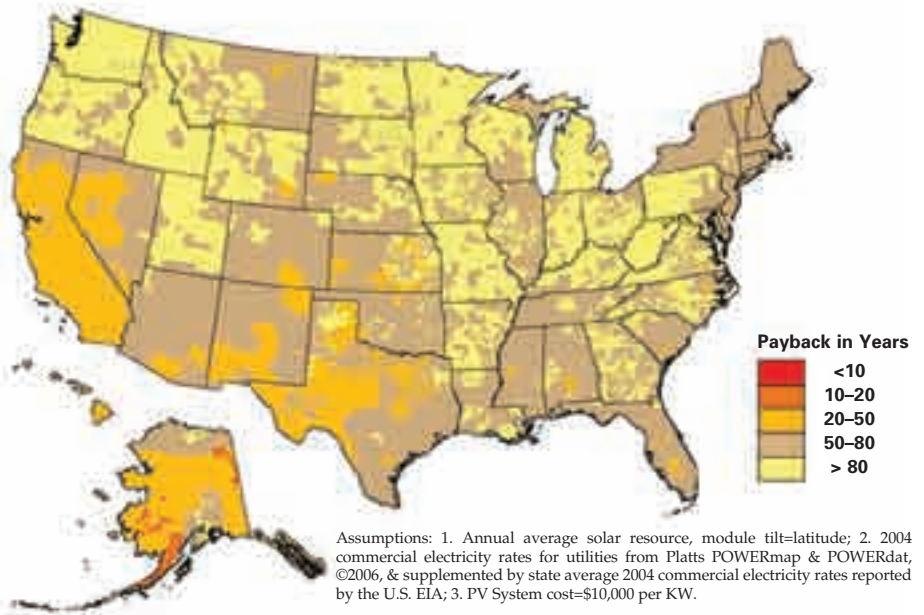 Payback in Years
<10
10–20
20–50
50–80
> 80
Assumptions: 1. Annual average solar resource, module tilt=latitude; 2. 2004
commercial electricity rates for utilities from Platts POWERmap & POWERdat,
©2006, & supplemented by state average 2004 commercial electricity rates reported
by the U.S. EIA; 3. PV System cost=$10,000 per KW.